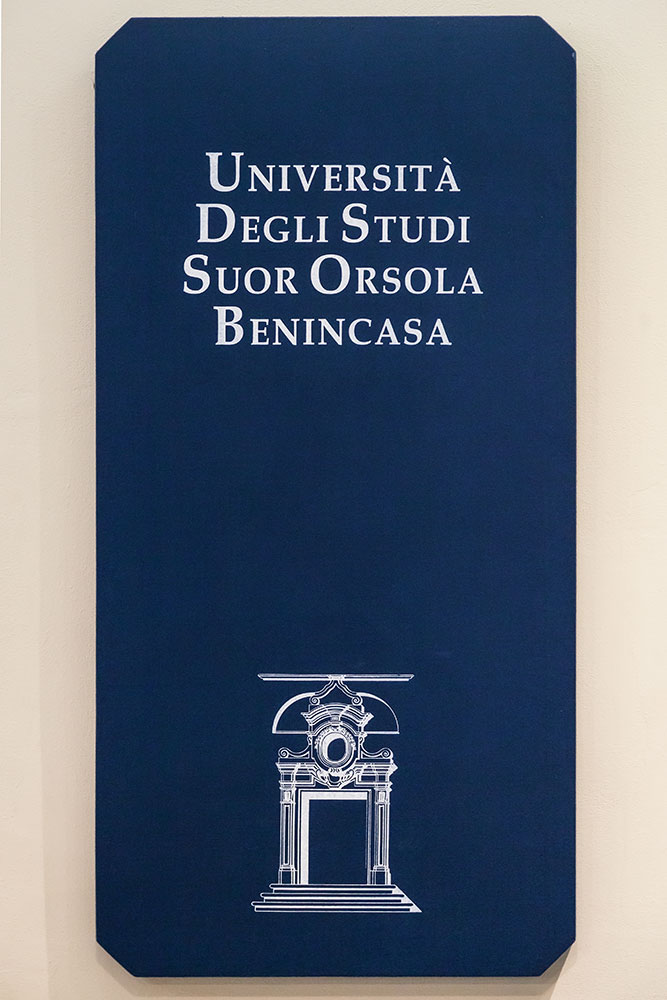 Università
Degli Studi
Suor Orsola
Benincasa